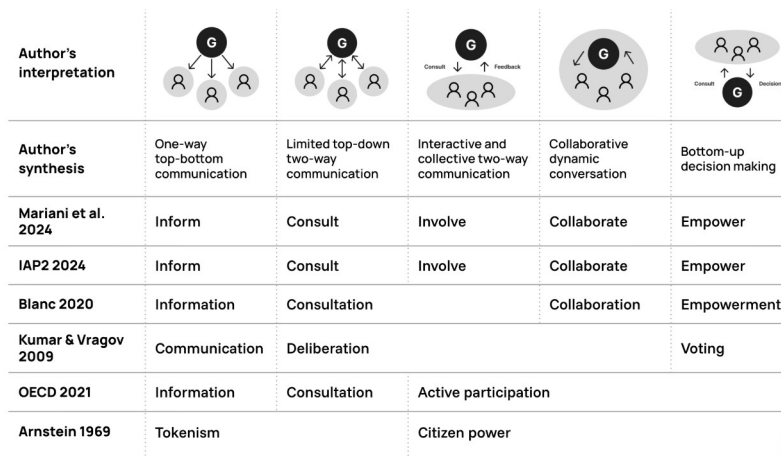 Author's
interpretation
G
G
G
Consult
Feedback
G
Consult
Decision
G
Author's
synthesis
One-way
top-bottom
communication
Limited top-down
two-way
communication
Interactive and
collective two-way
communication
Collaborative
dynamic
conversation
Bottom-up
decision making
Mariani et al.
2024
Inform
Consult
Involve
Collaborate
Empower
IAP2 2024
Inform
Consult
Involve
Collaborate
Empower
Blanc 2020
Information
Consultation
Collaboration
Empowerment
Kumar & Vragov
2009
Communication
Deliberation
Voting
OECD 2021
Information
Consultation
Active participation
Arnstein 1969
Tokenism
Citizen power